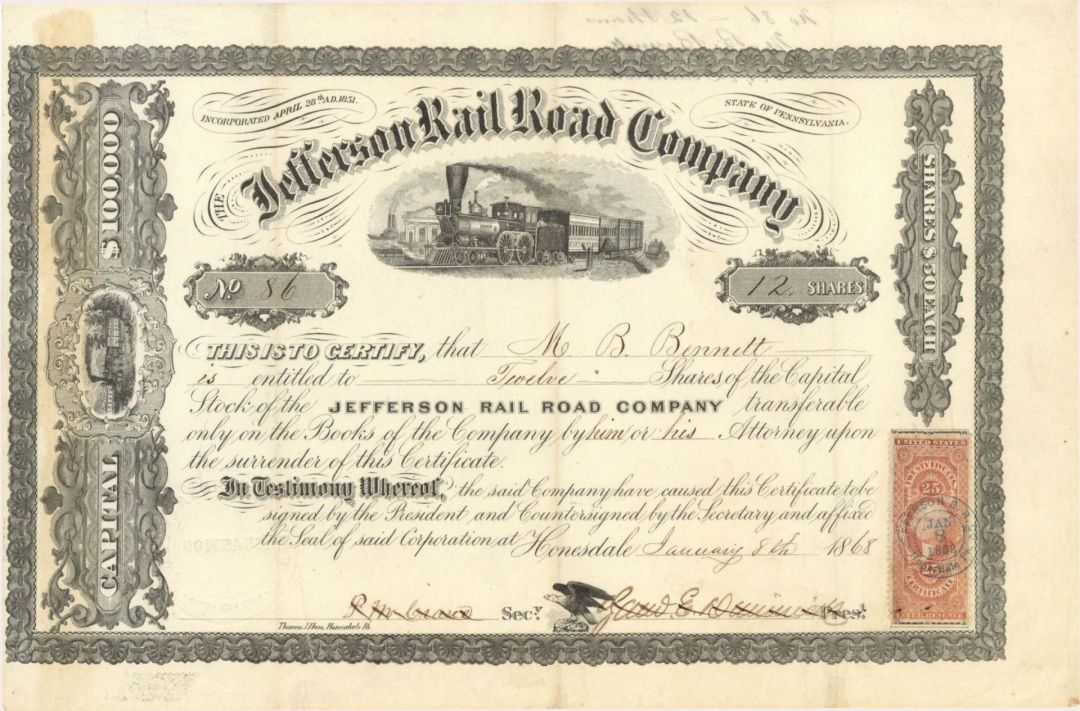 No 86 — 12 Shares
INCORPORATED APRIL 28th A.D. 1851.
STATE OF PENNSYLVANIA.
THE Jefferson Rail Road Company
CAPITAL $100,000
SHARES $50 EACH
No 86
12. SHARES
THIS IS TO CERTIFY, that M. B. Bennett
is entitled to Twelve Shares of the Capital
Stock of the JEFFERSON RAIL ROAD COMPANY transferable
only on the Books of the Company by him or his Attorney upon
the surrender of this Certificate.
In Testimony Whereof, the said Company have caused this Certificate to be
signed by the President and Countersigned by the Secretary and affixed
the Seal of said Corporation at Honesdale January 8th 1868
Secy.
Prest.
UNITED STATES
25
JAN
8
1868
CERTIFICATE
INTER. REVENUE